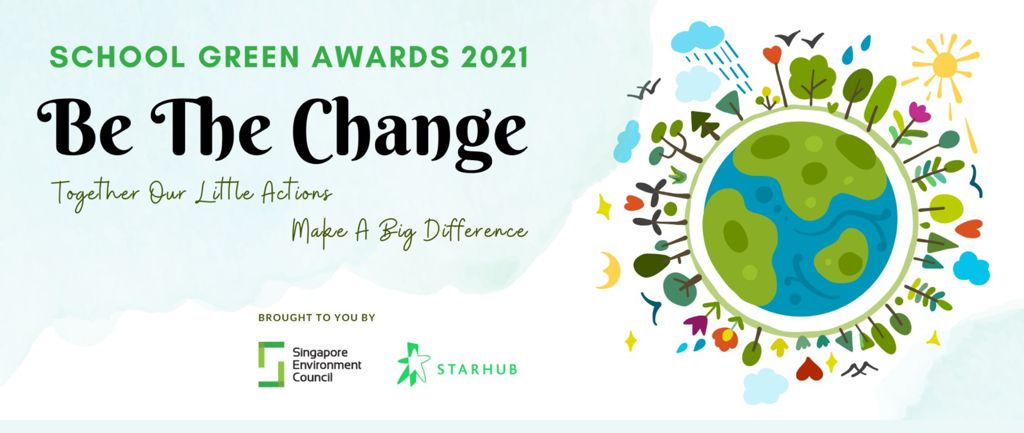 SCHOOL GREEN AWARDS 2021
Be The Change
Together Our Little Actions
Make A Big Difference
BROUGHT TO YOU BY
Singapore
Environment
Council
STARHUB